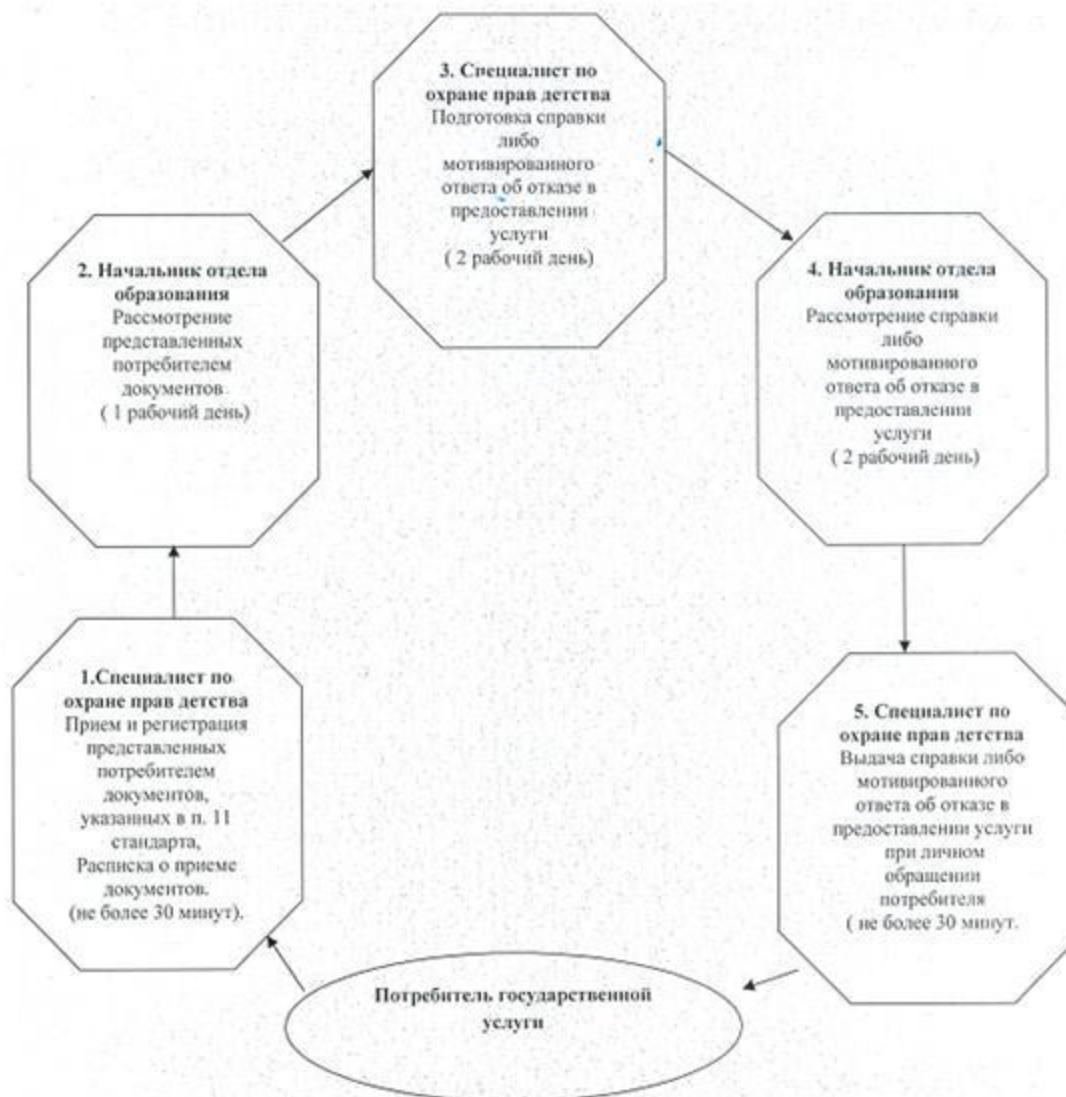 3. Специалист по
охране прав детства
Подготовка справки
либо
мотивированного
ответа об отказе в
предоставлении
услуги
( 2 рабочий день)
2. Начальник отдела
образования
Рассмотрение
представленных
потребителем
документов
( 1 рабочий день)
4. Начальник отдела
образования
Рассмотрение справки
либо
мотивированного
ответа об отказе в
предоставлении
услуги
( 2 рабочий день)
1.Специалист по
охране прав детства
Прием и регистрация
представленных
потребителем
документов,
указанных в п. 11
стандарта,
Расписка о приеме
документов.
(не более 30 минут).
5. Специалист по
охране прав детства
Выдача справки либо
мотивированного
ответа об отказе в
предоставлении услуги
при личном
обращении
потребителя
( не более 30 минут.
Потребитель государственной
услуги